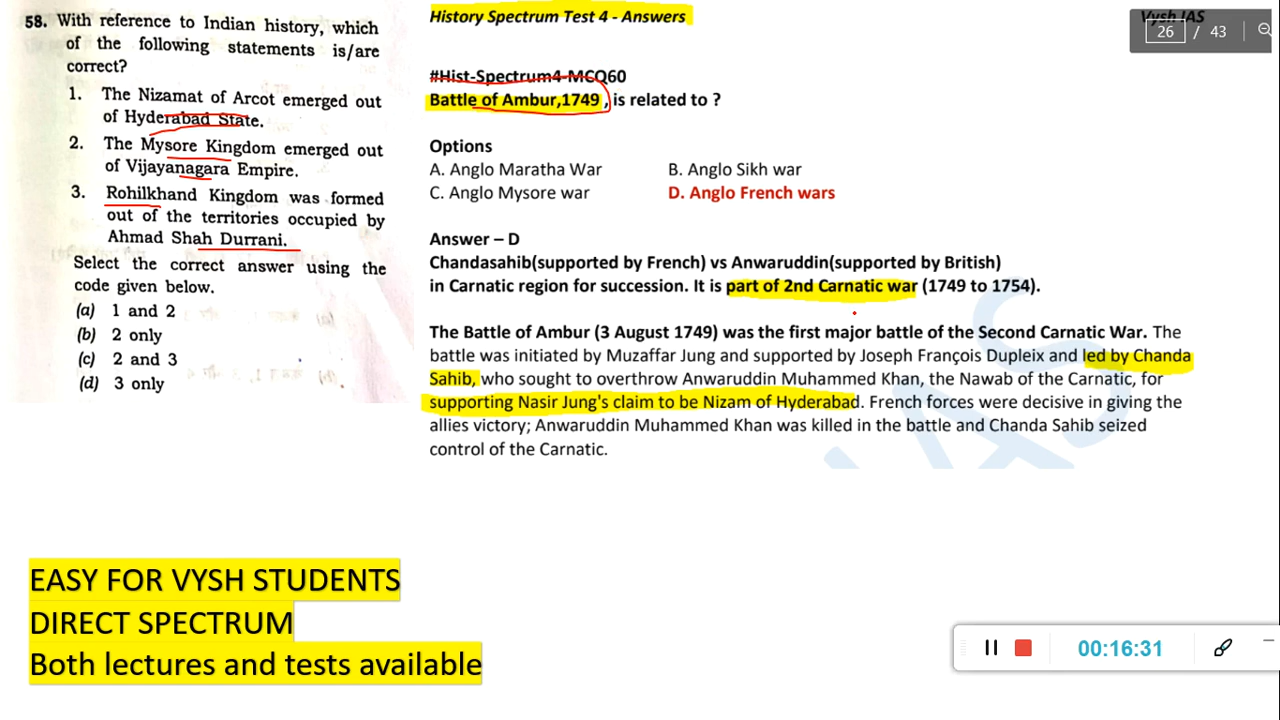 58. With reference to Indian history, which
of the following statements is/are
correct?
1. The Nizamat of Arcot emerged out
of Hyderabad State.
2. The Mysore Kingdom emerged out
of Vijayanagara Empire.
3. Rohilkhand Kingdom was formed
out of the territories occupied by
Ahmad Shah Durrani.
Select the correct answer using the
code given below.
(a) 1 and 2
(b) 2 only
(c) 2 and 3
(d) 3 only
History Spectrum Test 4 - Answers
Vysh IAS
26 / 43
#Hist-Spectrum4-MCQ60
Battle of Ambur,1749 , is related to ?
Options
A. Anglo Maratha War B. Anglo Sikh war
C. Anglo Mysore war D. Anglo French wars
Answer – D
Chandasahib(supported by French) vs Anwaruddin(supported by British)
in Carnatic region for succession. It is part of 2nd Carnatic war (1749 to 1754).
The Battle of Ambur (3 August 1749) was the first major battle of the Second Carnatic War. The
battle was initiated by Muzaffar Jung and supported by Joseph François Dupleix and led by Chanda
Sahib, who sought to overthrow Anwaruddin Muhammed Khan, the Nawab of the Carnatic, for
supporting Nasir Jung's claim to be Nizam of Hyderabad. French forces were decisive in giving the
allies victory; Anwaruddin Muhammed Khan was killed in the battle and Chanda Sahib seized
control of the Carnatic.
EASY FOR VYSH STUDENTS
DIRECT SPECTRUM
Both lectures and tests available
00:16:31